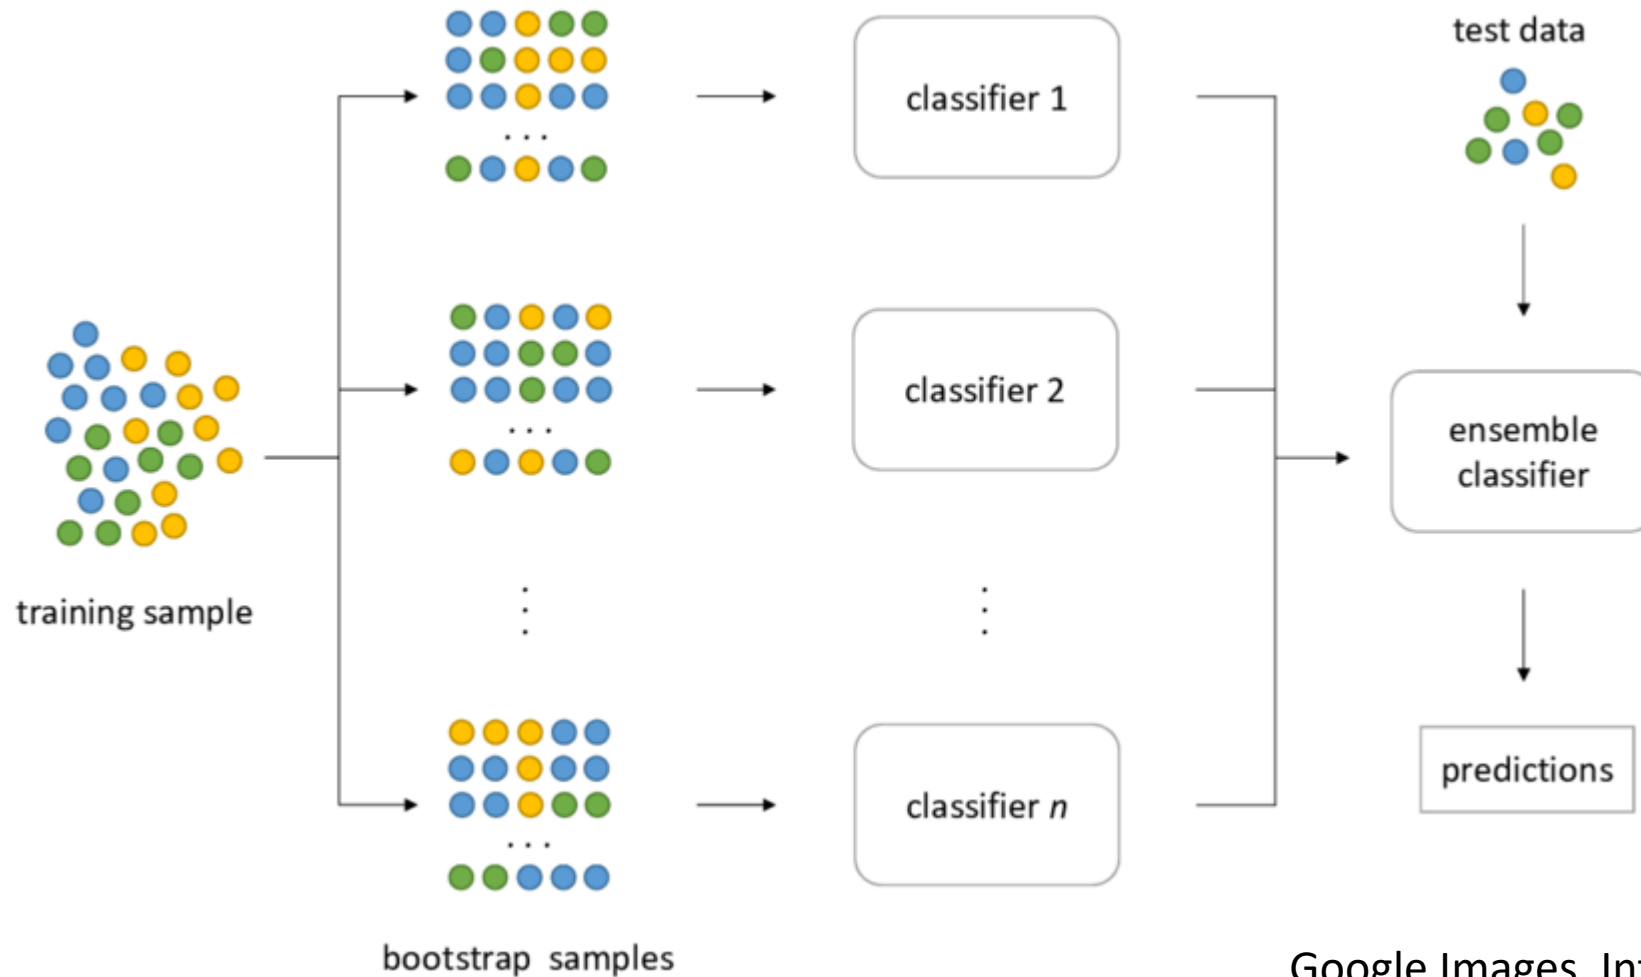 test data
classifier 1
classifier 2
ensemble
classifier
training sample
predictions
classifier n
bootstrap samples
Google Images